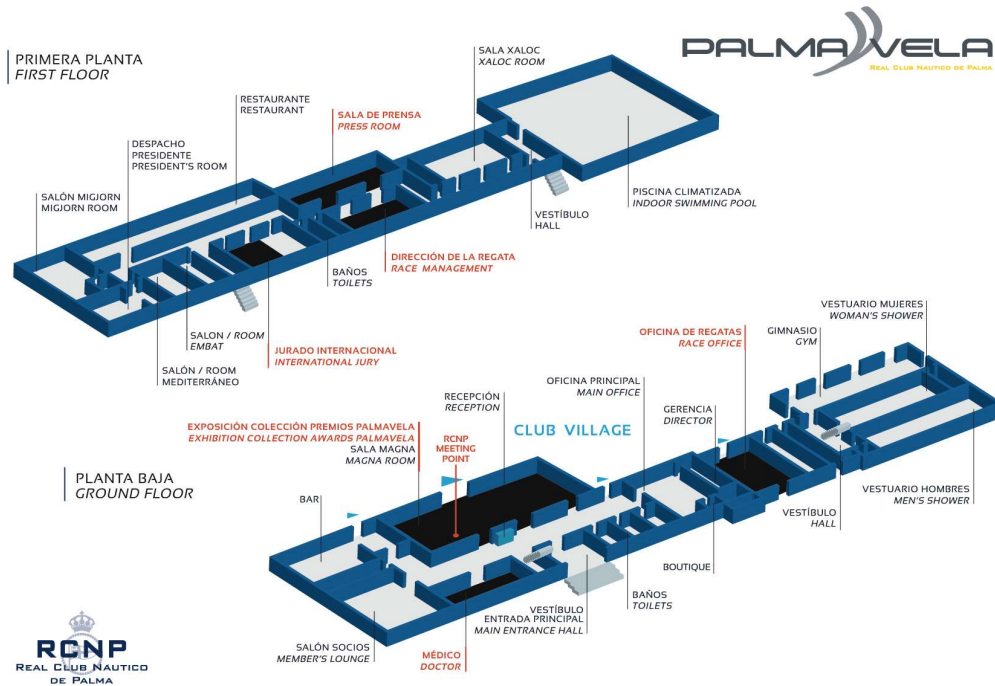 PRIMERA PLANTA
FIRST FLOOR
PALMAVELA
REAL CLUB NAUTICO DE PALMA
SALA XALOC
XALOC ROOM
RESTAURANTE
RESTAURANT
SALA DE PRENSA
PRESS ROOM
DESPACHO
PRESIDENTE
PRESIDENT'S ROOM
SALÓN MIGJORN
MIGJORN ROOM
PISCINA CLIMATIZADA
INDOOR SWIMMING POOL
VESTÍBULO
HALL
DIRECCIÓN DE LA REGATA
RACE MANAGEMENT
BAÑOS
TOILETS
SALON / ROOM
EMBAT
JURADO INTERNACIONAL
INTERNATIONAL JURY
SALÓN / ROOM
MEDITERRÁNEO
VESTUARIO MUJERES
WOMAN'S SHOWER
OFICINA DE REGATAS
RACE OFFICE
GIMNASIO
GYM
OFICINA PRINCIPAL
MAIN OFFICE
RECEPCIÓN
RECEPTION
GERENCIA
DIRECTOR
EXPOSICIÓN COLECCIÓN PREMIOS PALMAVELA
EXHIBITION COLLECTION AWARDS PALMAVELA
SALA MAGNA
MAGNA ROOM
RCNP
MEETING
POINT
CLUB VILLAGE
PLANTA BAJA
GROUND FLOOR
BAR
VESTUARIO HOMBRES
MEN'S SHOWER
VESTÍBULO
HALL
BOUTIQUE
BAÑOS
TOILETS
VESTÍBULO
ENTRADA PRINCIPAL
MAIN ENTRANCE HALL
SALÓN SOCIOS
MEMBER'S LOUNGE
MÉDICO
DOCTOR
RCNP
REAL CLUB NAUTICO
DE PALMA